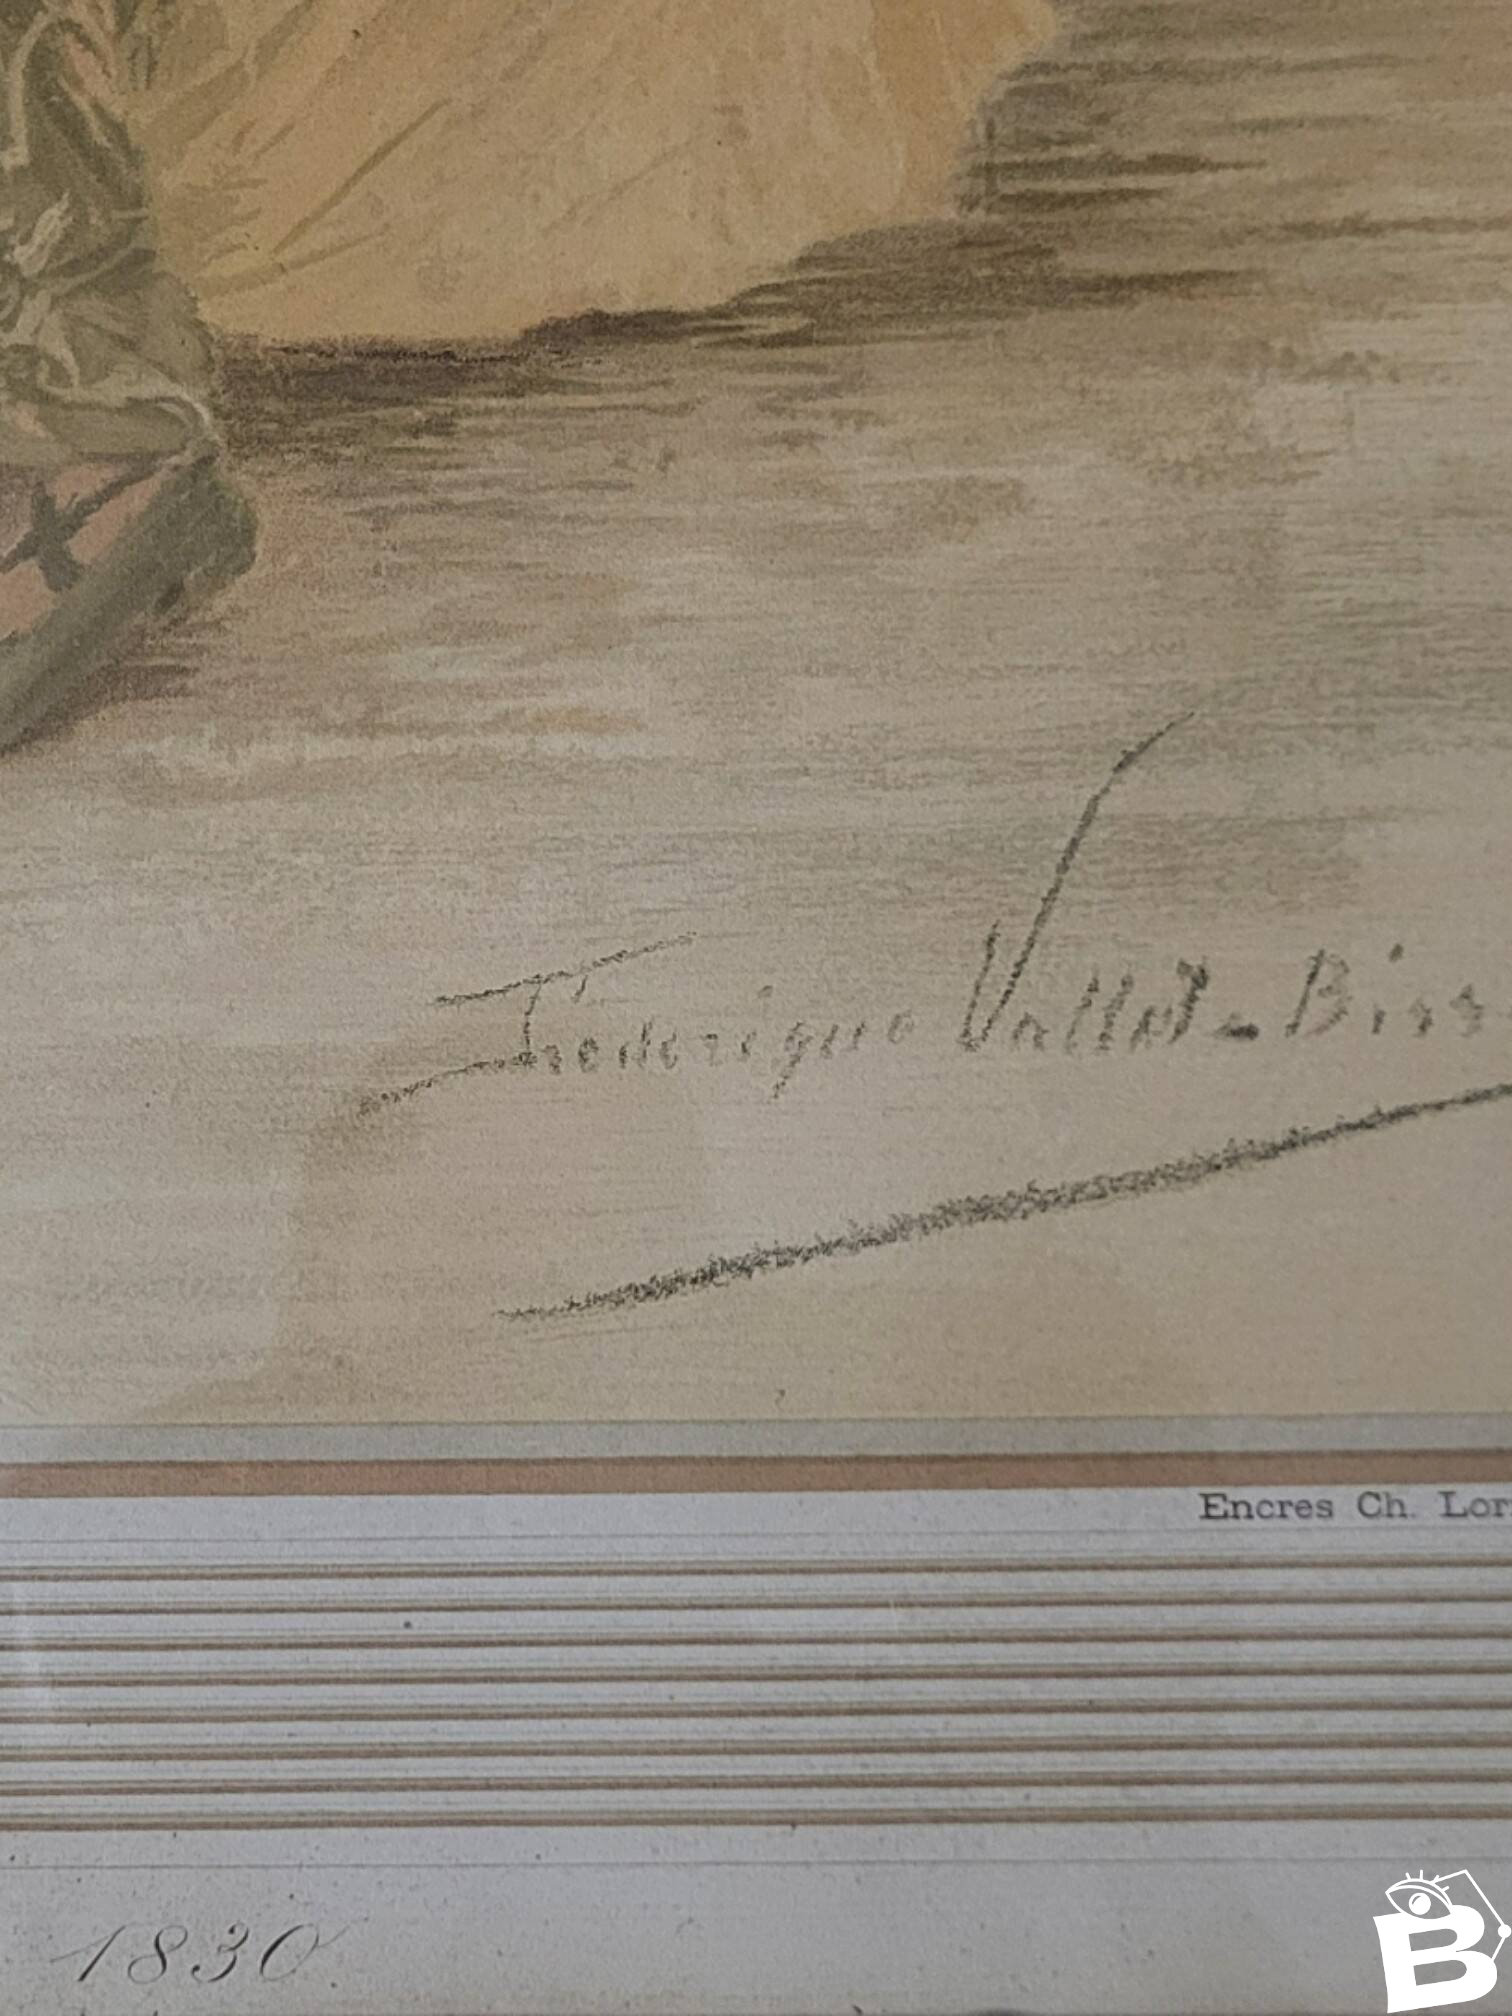 Frédérique Vallet-Biss
Encres Ch. Lor
1830.
B